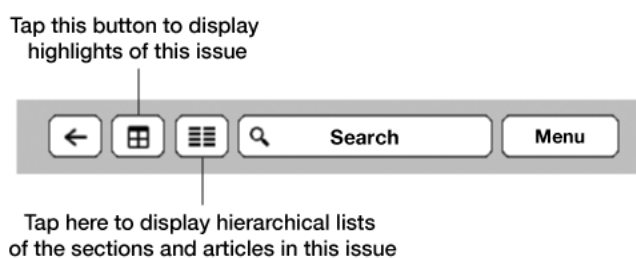 Tap this button to display
highlights of this issue
Search
Menu
Tap here to display hierarchical lists
of the sections and articles in this issue